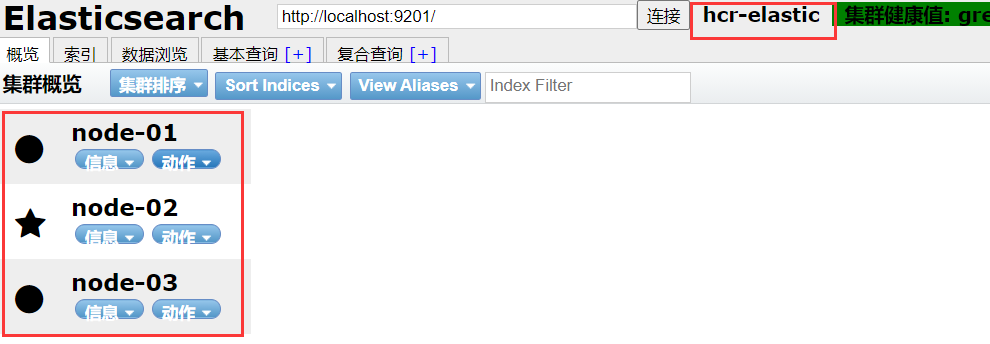 Elasticsearch http://localhost:9201/ 连接 hcr-elastic 集群健康值: gre
概览 索引 数据浏览 基本查询 [+] 复合查询 [+]
集群概览 集群排序 Sort Indices View Aliases Index Filter
node-01
信息 动作
node-02
信息 动作
node-03
信息 动作